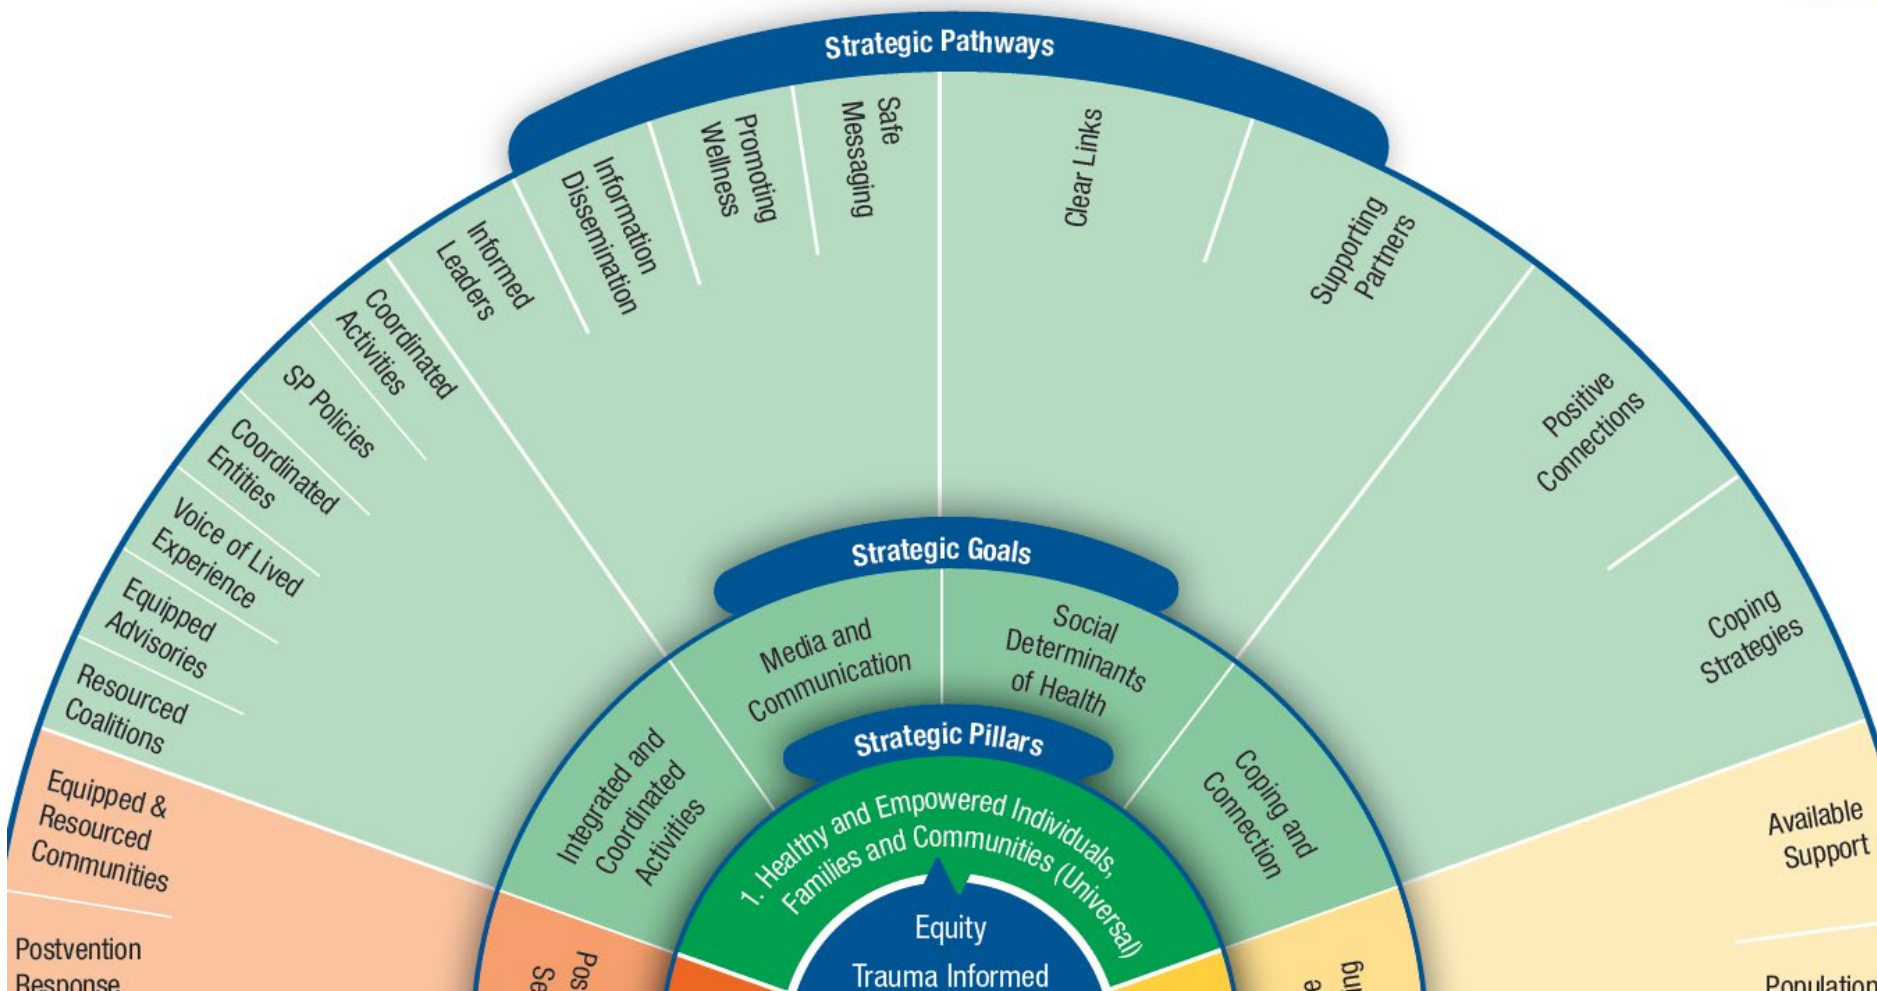 Strategic Pathways
Resourced
Coalitions
Equipped
Advisories
Voice of Lived
Experience
Coordinated
Entities
SP Policies
Coordinated
Activities
Informed
Leaders
Information
Dissemination
Promoting
Wellness
Safe
Messaging
Clear Links
Supporting
Partners
Positive
Connections
Coping
Strategies
Strategic Goals
Integrated and
Coordinated
Activities
Media and
Communication
Social
Determinants
of Health
Coping and
Connection
Strategic Pillars
1. Healthy and Empowered Individuals,
Families and Communities (Universal)
Equity
Trauma Informed
Equipped &
Resourced
Communities
Postvention
Response
Available
Support
Population